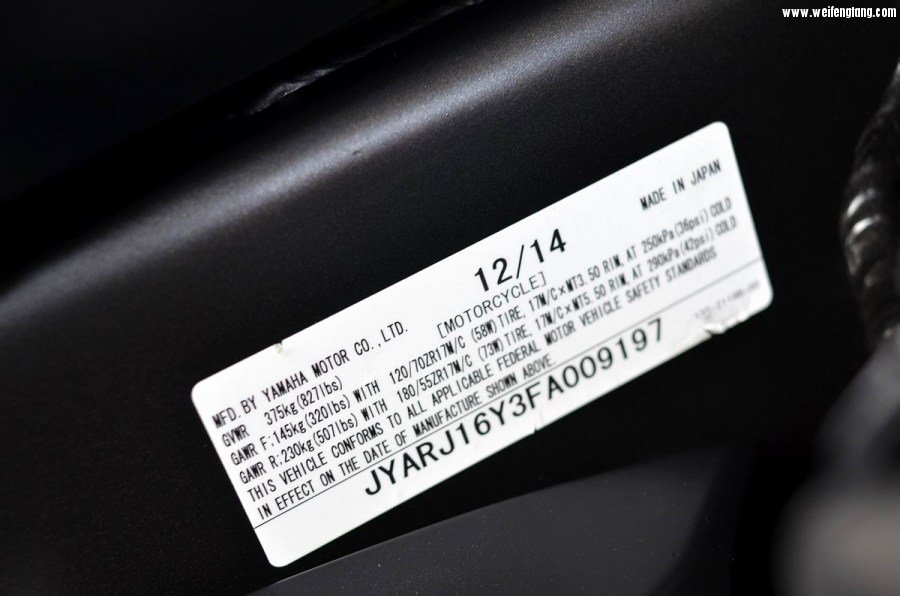 www.weifengtang.com
MADE IN JAPAN
12/14
MFD. BY YAMAHA MOTOR CO., LTD. [MOTORCYCLE]
GVWR 375kg(827lbs)
GAWR F;145kg(320lbs) WITH 120/70ZR17M/C (58W) TIRE, 17M/C×MT3.50 RIM, AT 250kPa(36psi) COLD
GAWR R;230kg(507lbs) WITH 180/55ZR17M/C (73W) TIRE, 17M/C×MT5.50 RIM, AT 290kPa(42psi) COLD
THIS VEHICLE CONFORMS TO ALL APPLICABLE FEDERAL MOTOR VEHICLE SAFETY STANDARDS
IN EFFECT ON THE DATE OF MANUFACTURE SHOWN ABOVE.
JYARJ16Y3FA009197